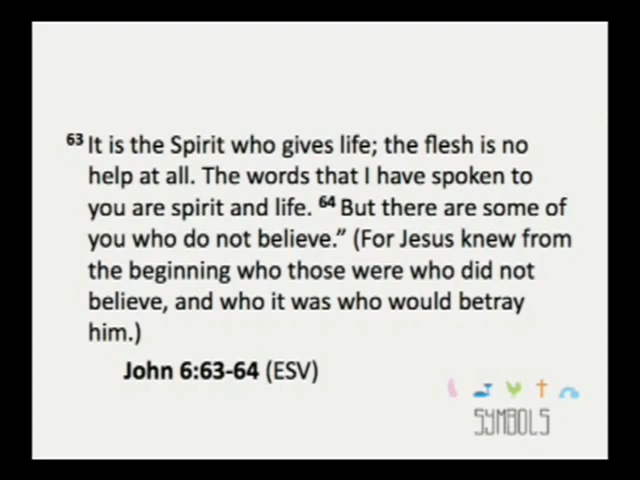 63 It is the Spirit who gives life; the flesh is no
help at all. The words that I have spoken to
you are spirit and life. 64 But there are some of
you who do not believe.” (For Jesus knew from
the beginning who those were who did not
believe, and who it was who would betray
him.)
John 6:63-64 (ESV)
SYMBOLS